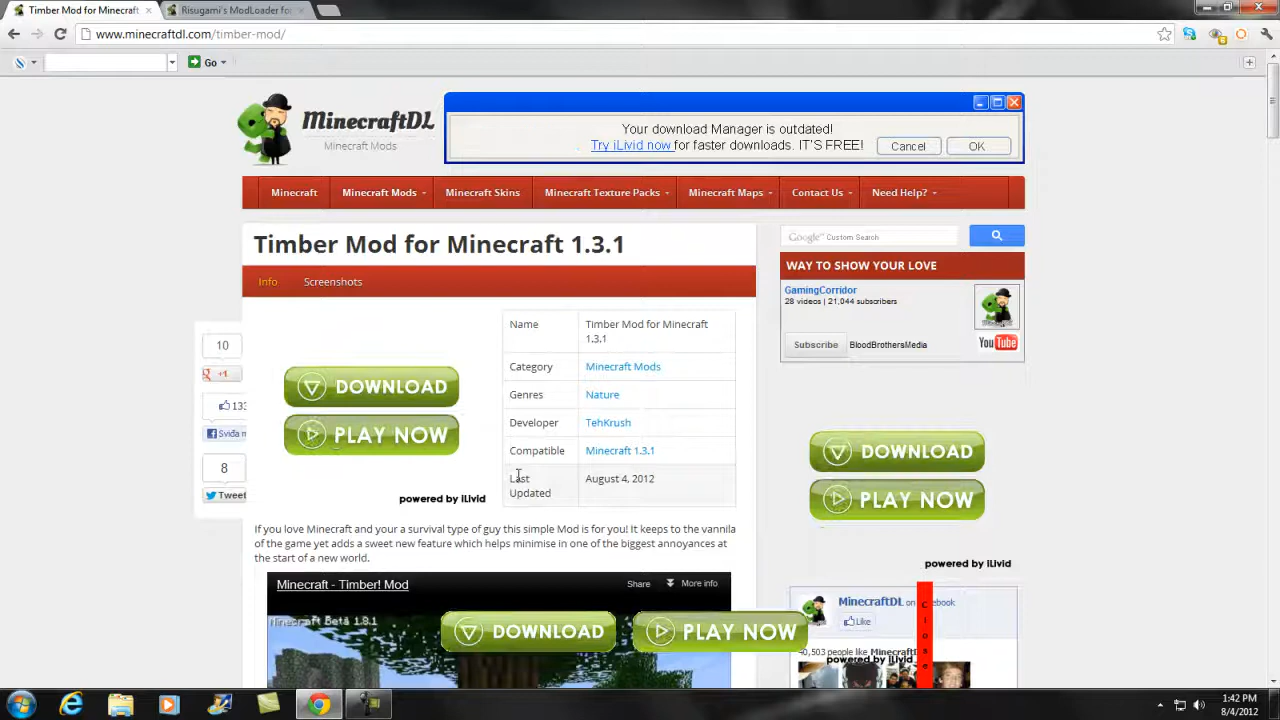 Timber Mod for Minecraft
Risugami's ModLoader for
www.minecraftdl.com/timber-mod/
Go
MinecraftDL
Minecraft Mods
Your download Manager is outdated!
Try iLivid now for faster downloads. IT'S FREE!
Cancel
OK
Minecraft
Minecraft Mods
Minecraft Skins
Minecraft Texture Packs
Minecraft Maps
Contact Us
Need Help?
Timber Mod for Minecraft 1.3.1
Google™ Custom Search
Info
Screenshots
WAY TO SHOW YOUR LOVE
GamingCorridor
28 videos | 21,044 subscribers
Subscribe
BloodBrothersMedia
YouTube
10
+1
133
Sviđa
8
Tweet
DOWNLOAD
PLAY NOW
powered by iLivid
Name
Timber Mod for Minecraft
1.3.1
Category
Minecraft Mods
Genres
Nature
Developer
TehKrush
Compatible
Minecraft 1.3.1
Last
Updated
August 4, 2012
DOWNLOAD
PLAY NOW
powered by iLivid
If you love Minecraft and your a survival type of guy this simple Mod is for you! It keeps to the vannila
of the game yet adds a sweet new feature which helps minimise in one of the biggest annoyances at
the start of a new world.
Minecraft - Timber! Mod
Share
More info
Minecraft Beta 1.8.1
DOWNLOAD
PLAY NOW
powered by iLivid
Close
MinecraftDL on
Like
40,503 people like
1:42 PM
8/4/2012